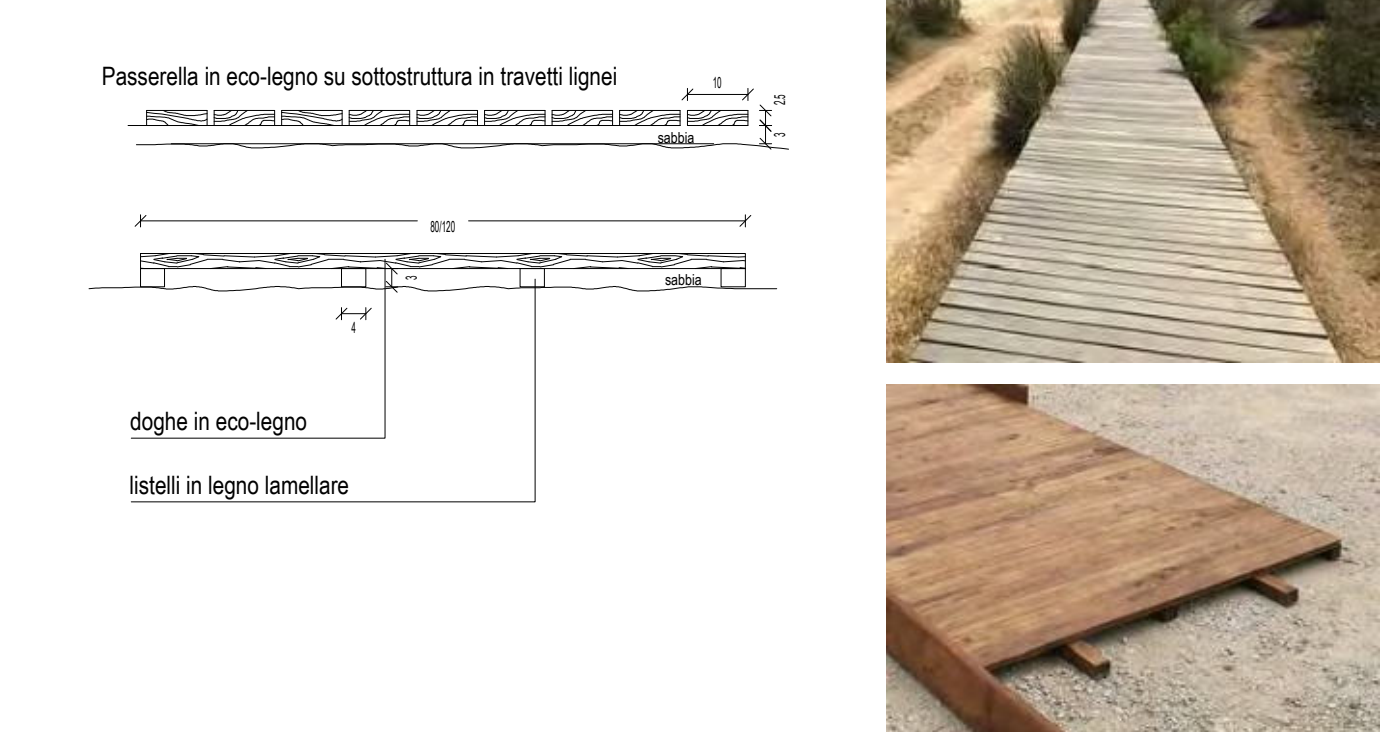 Passerella in eco-legno su sottostruttura in travetti lignei
10
2.5
sabbia
3
80/120
3
sabbia
4
doghe in eco-legno
listelli in legno lamellare